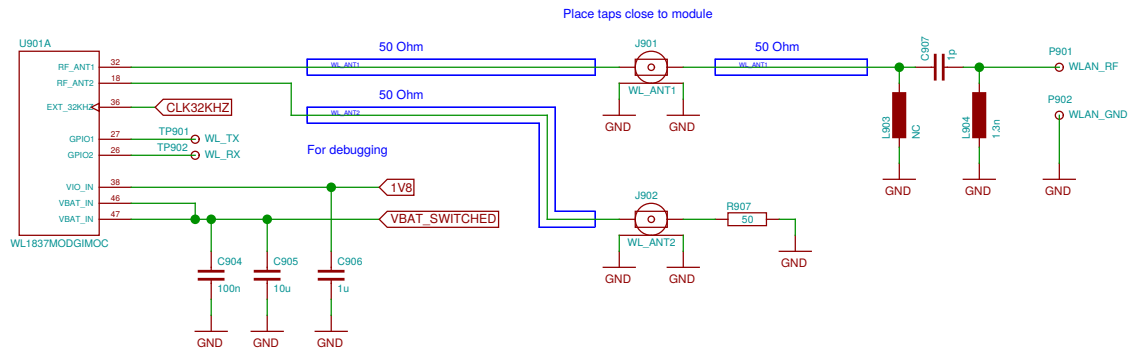 Place taps close to module
U901A
50 Ohm
J901
50 Ohm
C907
1p
P901
RF_ANT1
32
WL_ANT1
WL_ANT1
WLAN_RF
RF_ANT2
18
WL_ANT1
50 Ohm
P902
EXT_32KHZ
36
CLK32KHZ
WL_ANT2
GND
GND
L903
NC
L904
1.3n
WLAN_GND
GPIO1
27
TP901
WL_TX
GPIO2
26
TP902
WL_RX
For debugging
VIO_IN
38
1V8
GND
GND
GND
VBAT_IN
46
J902
R907
VBAT_IN
47
VBAT_SWITCHED
50
WL1837MODGIMOC
WL_ANT2
C904
C905
C906
GND
100n
10u
1u
GND
GND
GND
GND
GND